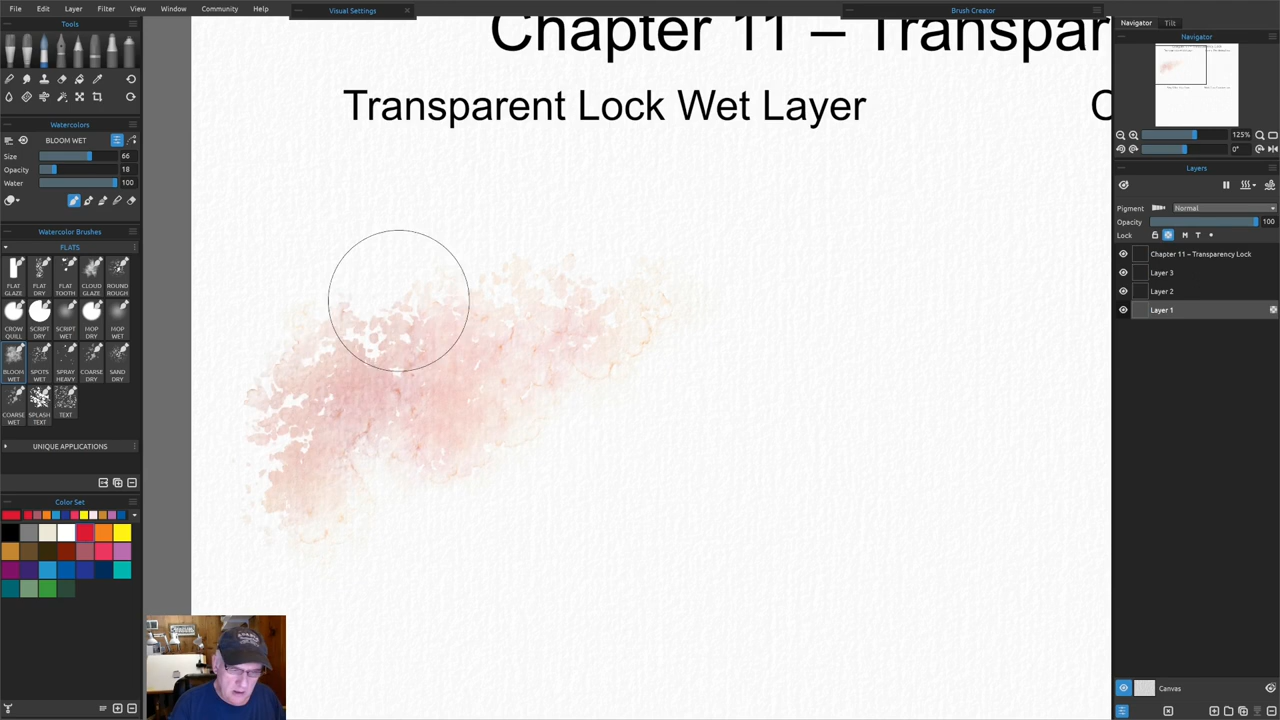 File Edit Layer Filter View Window Community Help
Visual Settings
Brush Creator
Tools
Watercolors
BLOOM WET
Size 66
Opacity 18
Water 100
Watercolor Brushes
FLATS
FLAT GLAZE
FLAT DRY
FLAT TOOTH
CLOUD GLAZE
ROUND ROUGH
CROW QUILL
SCRIPT DRY
SCRIPT WET
MOP DRY
MOP WET
BLOOM WET
SPOTS WET
SPRAY HEAVY
COARSE DRY
SAND DRY
COARSE WET
SPLASH TEXT
TEXT
UNIQUE APPLICATIONS
Color Set
Chapter 11 – Transpar
Transparent Lock Wet Layer
C
Navigator Tilt
Navigator
125%
0°
Layers
Pigment Normal
Opacity 100
Lock M T
Chapter 11 – Transparency Lock
Layer 3
Layer 2
Layer 1
Canvas